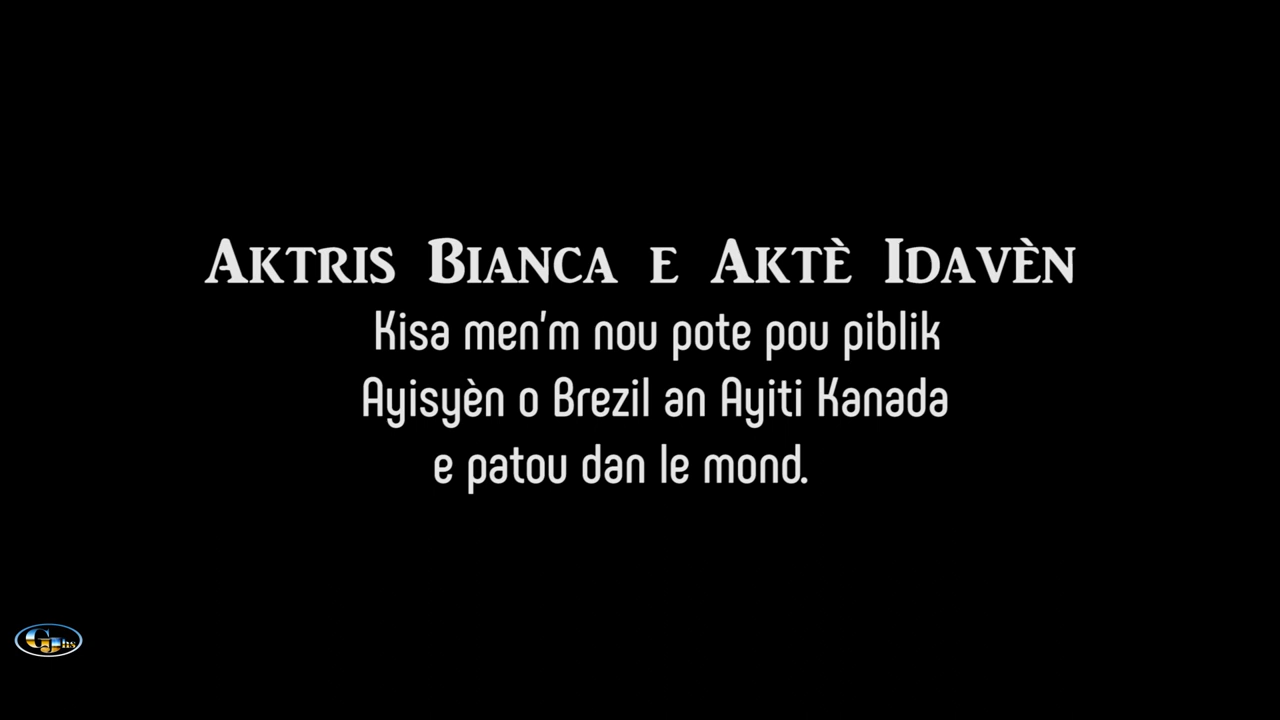 Aktris Bianca e Aktè Idavèn
Kisa men'm nou pote pou piblik
Ayisyèn o Brezil an Ayiti Kanada
e patou dan le mond.
GJhs